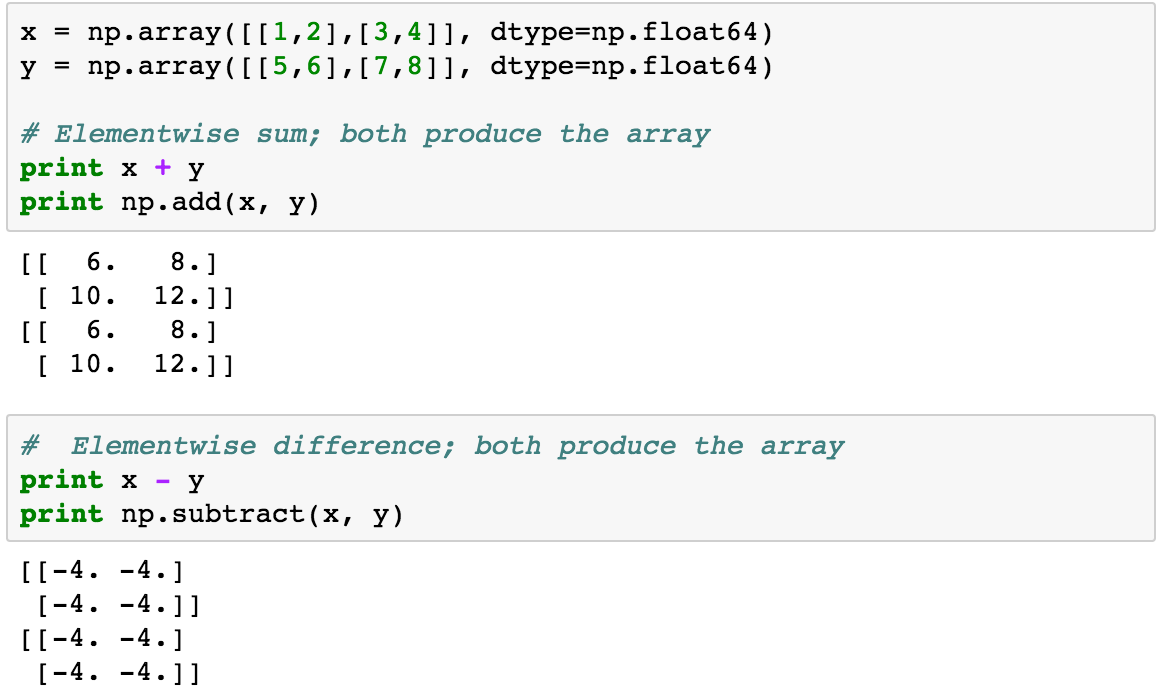 x = np.array([[1,2],[3,4]], dtype=np.float64)
y = np.array([[5,6],[7,8]], dtype=np.float64)
# Elementwise sum; both produce the array
print x + y
print np.add(x, y)
[[  6.   8.]
 [ 10.  12.]]
[[  6.   8.]
 [ 10.  12.]]
#  Elementwise difference; both produce the array
print x - y
print np.subtract(x, y)
[[-4. -4.]
 [-4. -4.]]
[[-4. -4.]
 [-4. -4.]]